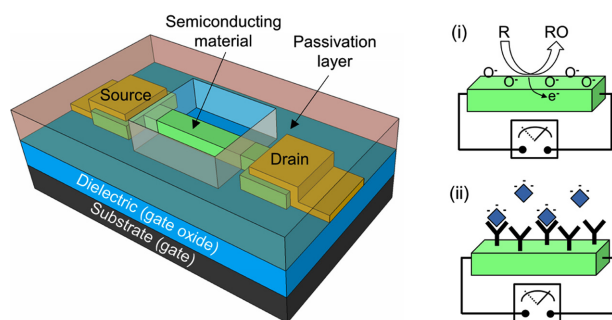 Semiconducting
material
Passivation
layer
Source
Drain
Dielectric (gate oxide)
Substrate (gate)
(i)
R RO
O- O- O-
O- O- O-
e-
(ii)
- - -
- - -